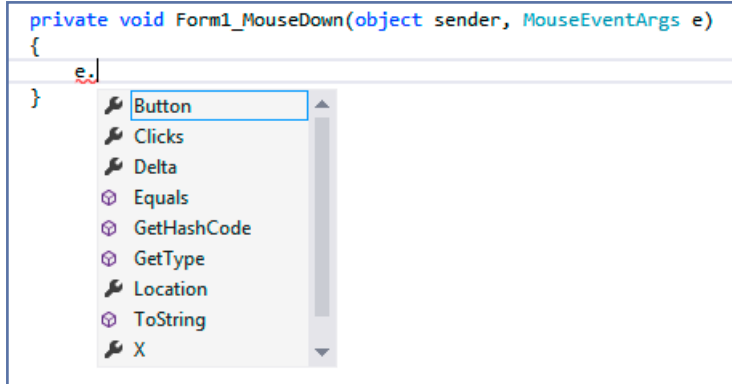 private void Form1_MouseDown(object sender, MouseEventArgs e)
{
e.
}
Button
Clicks
Delta
Equals
GetHashCode
GetType
Location
ToString
X